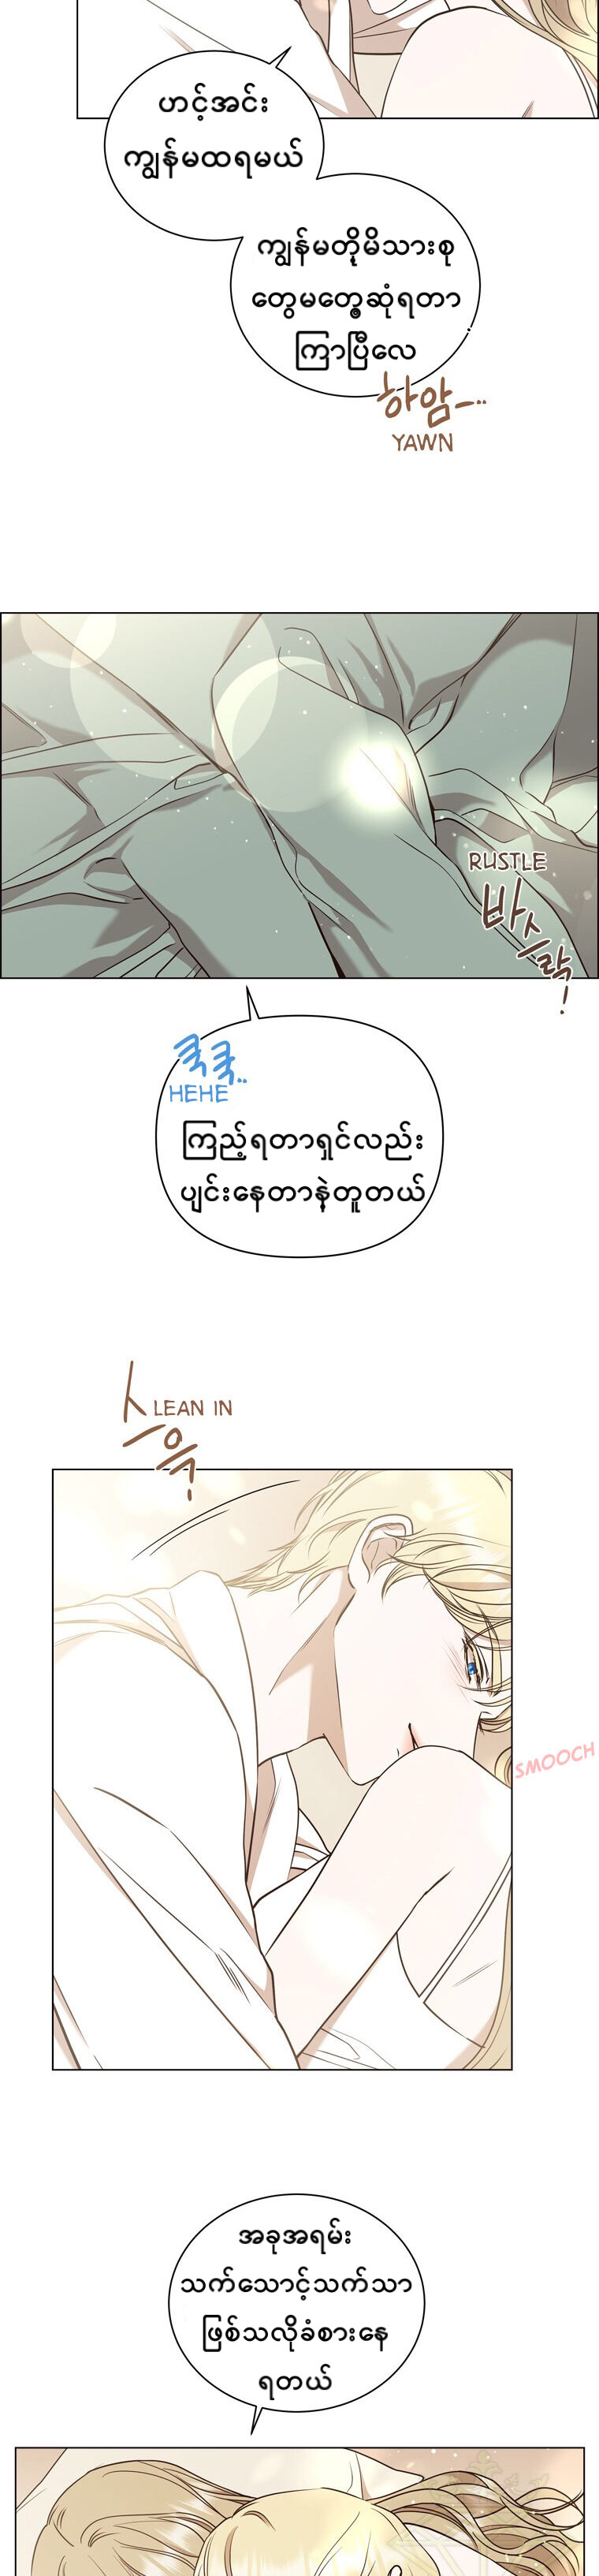 ဟင့်အင်း
ကျွန်မထရမယ်
ကျွန်မတို့မိသားစု
တွေမတွေ့ဆုံရတာ
ကြာပြီလေ
하암~..
YAWN
RUSTLE
바스락!
큭큭..
HEHE
ကြည့်ရတာရှင်လည်း
ပျင်းနေတာနဲ့တူတယ်
LEAN IN
스윽?
SMOOCH
အခုအရမ်း
သက်သောင့်သက်သာ
ဖြစ်သလိုခံစားနေ
ရတယ်